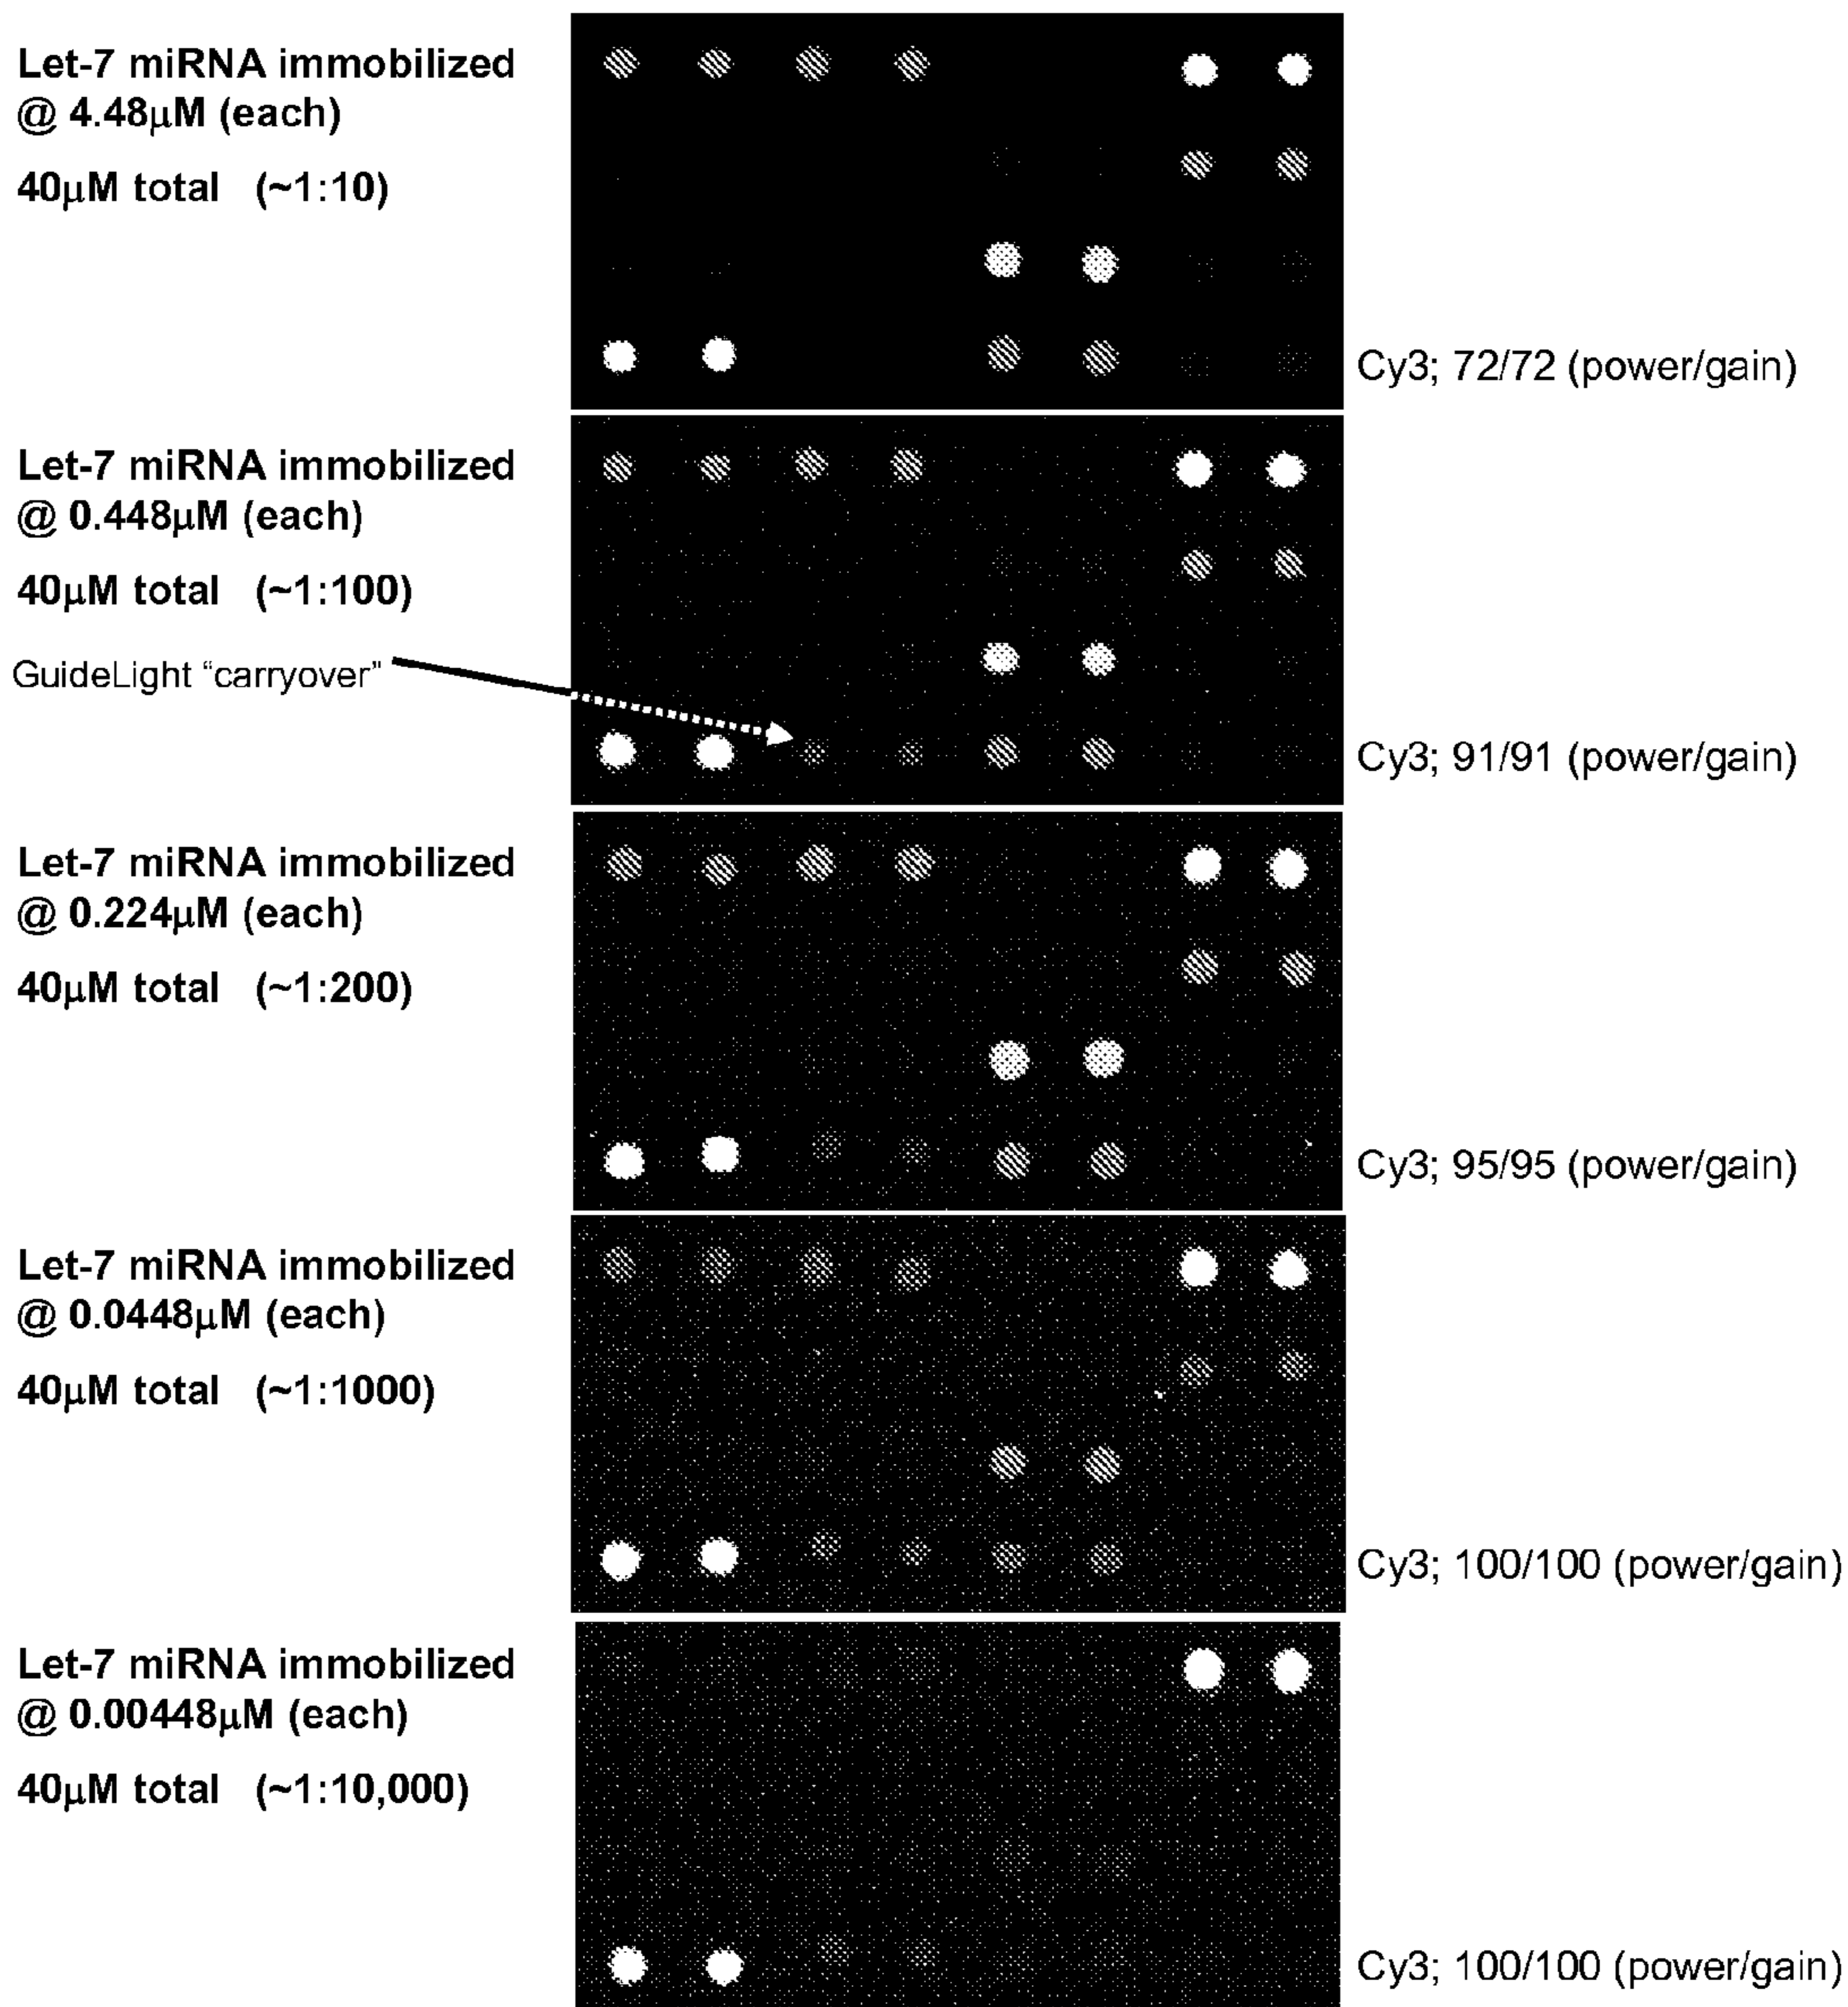 Let-7 miRNA immobilized
@ 4.48μM (each)
40μM total (~1:10)
Cy3; 72/72 (power/gain)
Let-7 miRNA immobilized
@ 0.448μM (each)
40μM total (~1:100)
GuideLight “carryover”
Cy3; 91/91 (power/gain)
Let-7 miRNA immobilized
@ 0.224μM (each)
40μM total (~1:200)
Cy3; 95/95 (power/gain)
Let-7 miRNA immobilized
@ 0.0448μM (each)
40μM total (~1:1000)
Cy3; 100/100 (power/gain)
Let-7 miRNA immobilized
@ 0.00448μM (each)
40μM total (~1:10,000)
Cy3; 100/100 (power/gain)